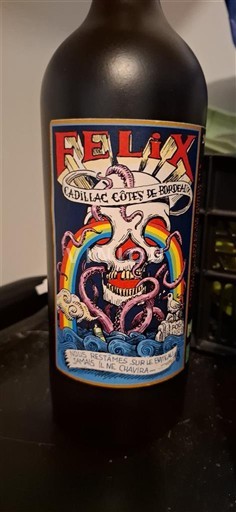 FELiX
CADILLAC CÔTES DE BORDEAUX
NOUS RESTÂMES SUR LE BATEAU
JAMAIS IL NE CHAVIRA...